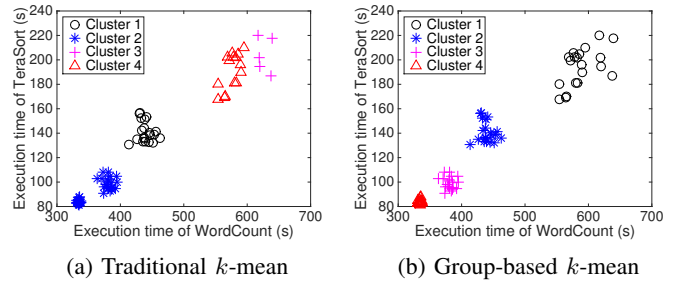 240
220
200
180
160
140
120
100
80
300 400 500 600 700
Execution time of TeraSort (s)
Execution time of WordCount (s)
Cluster 1
Cluster 2
Cluster 3
Cluster 4
(a) Traditional k-mean
240
220
200
180
160
140
120
100
80
300 400 500 600 700
Execution time of TeraSort (s)
Execution time of WordCount (s)
Cluster 1
Cluster 2
Cluster 3
Cluster 4
(b) Group-based k-mean